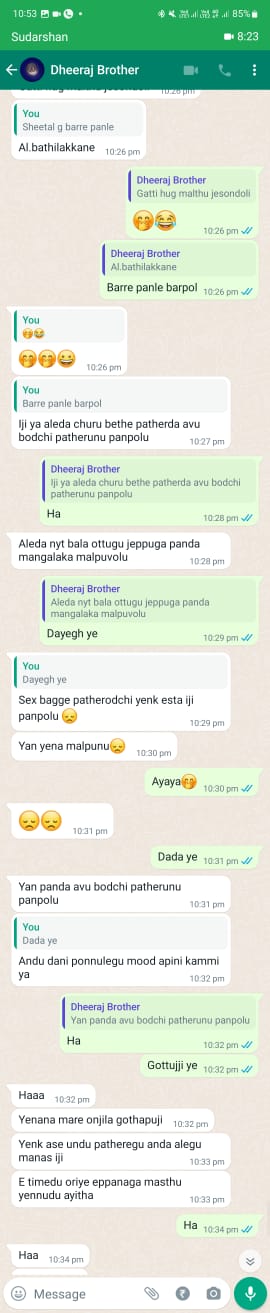 10:53
85%
Sudarshan
8:23
Dheeraj Brother
10:26 pm
You
Sheetal g barre panle
Al.bathilakkane 10:26 pm
Dheeraj Brother
Gatti hug malthu jesondoli
🤭😂
10:26 pm
Dheeraj Brother
Al.bathilakkane
Barre panle barpol 10:26 pm
You
🤭😂
🤭🤭😀 10:26 pm
You
Barre panle barpol
Iji ya aleda churu bethe patherda avu
bodchi patherunu panpolu
10:27 pm
Dheeraj Brother
Iji ya aleda churu bethe patherda avu bodchi
patherunu panpolu
Ha
10:28 pm
Aleda nyt bala ottugu jeppuga panda
mangalaka malpuvolu
10:28 pm
Dheeraj Brother
Aleda nyt bala ottugu jeppuga panda
mangalaka malpuvolu
Dayegh ye
10:29 pm
You
Dayegh ye
Sex bagge patherodchi yenk esta iji
panpolu 😞
10:29 pm
Yan yena malpunu😞 10:30 pm
Ayaya🤭 10:30 pm
😞😞
10:31 pm
Dada ye 10:31 pm
Yan panda avu bodchi patherunu
panpolu
10:31 pm
You
Dada ye
Andu dani ponnulegu mood apini kammi
ya
10:32 pm
Dheeraj Brother
Yan panda avu bodchi patherunu panpolu
Ha
10:32 pm
Gottujji ye 10:32 pm
Haaa 10:32 pm
Yenana mare onjila gothapuji 10:32 pm
Yenk ase undu patheregu anda alegu
manas iji
10:33 pm
E timedu oriye eppanaga masthu
yennudu ayitha
10:33 pm
Ha 10:34 pm
Haa 10:34 pm
Message